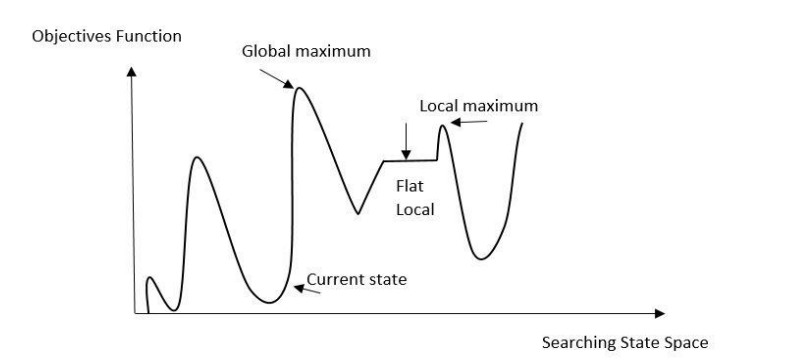 Objectives Function
Global maximum
Local maximum
Flat
Local
Current state
Searching State Space